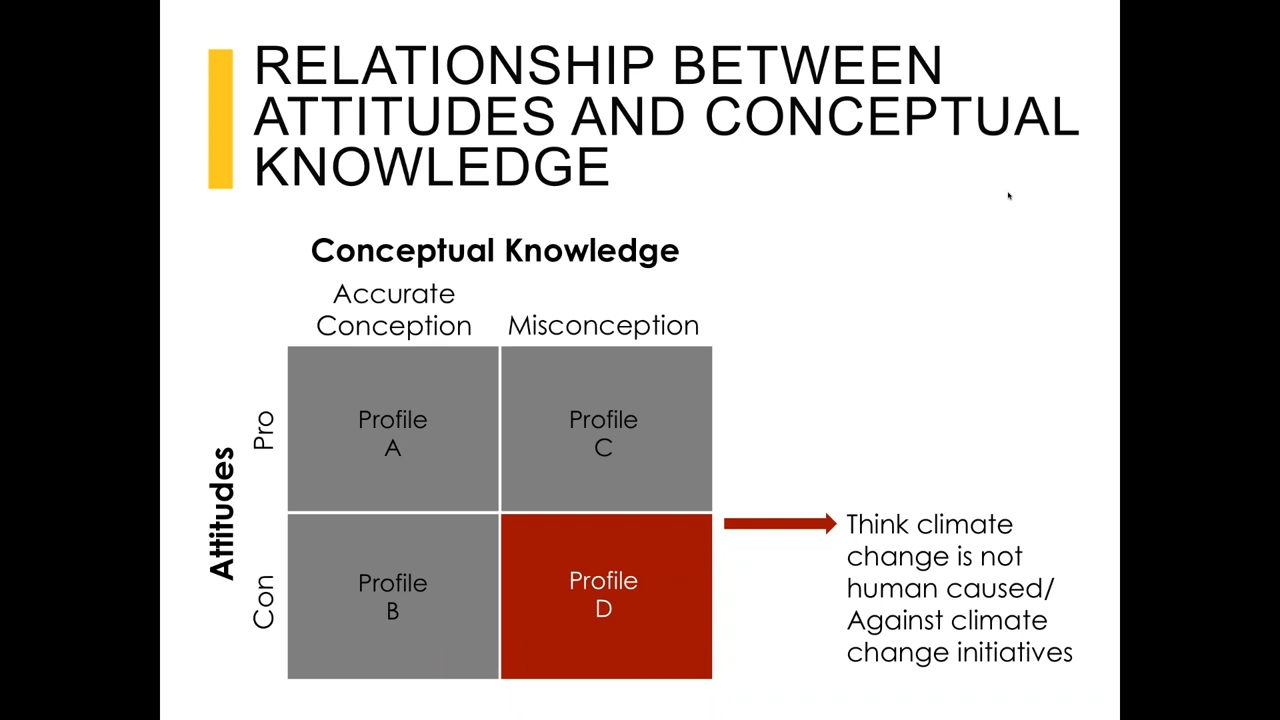 RELATIONSHIP BETWEEN
ATTITUDES AND CONCEPTUAL
KNOWLEDGE
Conceptual Knowledge
Accurate
Conception
Misconception
Attitudes
Pro
Profile
A
Profile
C
Con
Profile
B
Profile
D
Think climate
change is not
human caused/
Against climate
change initiatives